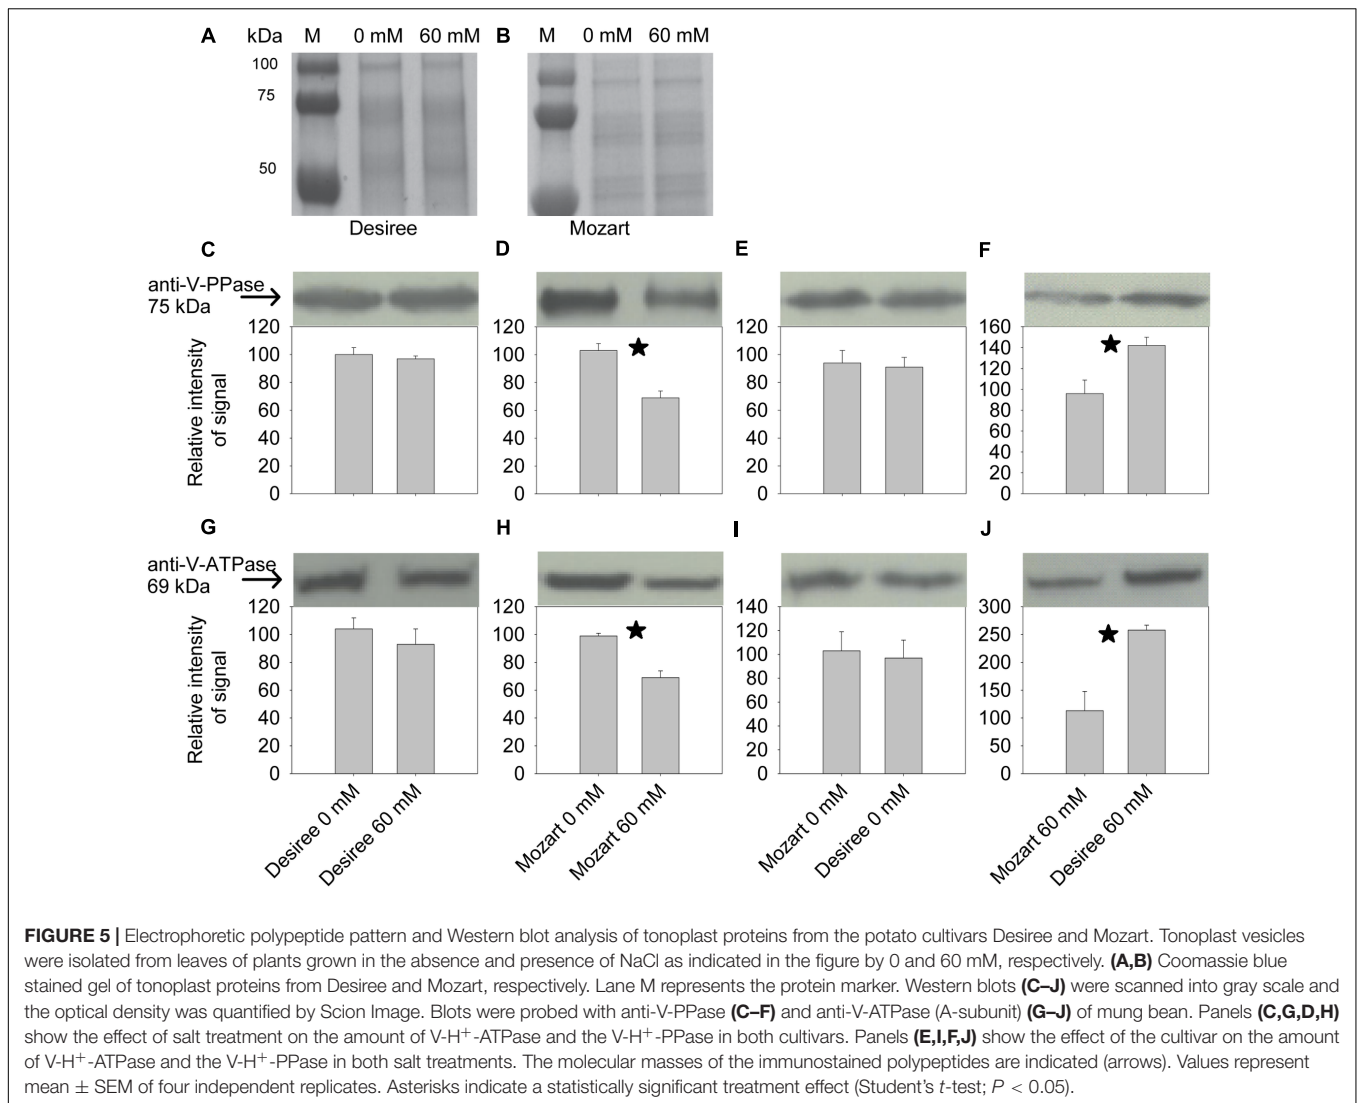 A kDa M 0 mM 60 mM B M 0 mM 60 mM
100
75
50
Desiree Mozart
C D E F
anti-V-PPase
75 kDa
Relative intensity
of signal
120
100
80
60
40
20
0
120
100
80
60
40
20
0
120
100
80
60
40
20
0
160
140
120
100
80
60
40
20
0
G H I J
anti-V-ATPase
69 kDa
Relative intensity
of signal
120
100
80
60
40
20
0
120
100
80
60
40
20
0
140
120
100
80
60
40
20
0
300
250
200
150
100
50
0
Desiree 0 mM
Desiree 60 mM
Mozart 0 mM
Mozart 60 mM
Mozart 0 mM
Desiree 0 mM
Mozart 60 mM
Desiree 60 mM
FIGURE 5 | Electrophoretic polypeptide pattern and Western blot analysis of tonoplast proteins from the potato cultivars Desiree and Mozart. Tonoplast vesicles
were isolated from leaves of plants grown in the absence and presence of NaCl as indicated in the figure by 0 and 60 mM, respectively. (A,B) Coomassie blue
stained gel of tonoplast proteins from Desiree and Mozart, respectively. Lane M represents the protein marker. Western blots (C–J) were scanned into gray scale and
the optical density was quantified by Scion Image. Blots were probed with anti-V-PPase (C–F) and anti-V-ATPase (A-subunit) (G–J) of mung bean. Panels (C,G,D,H)
show the effect of salt treatment on the amount of V-H⁺-ATPase and the V-H⁺-PPase in both cultivars. Panels (E,I,F,J) show the effect of the cultivar on the amount
of V-H⁺-ATPase and the V-H⁺-PPase in both salt treatments. The molecular masses of the immunostained polypeptides are indicated (arrows). Values represent
mean ± SEM of four independent replicates. Asterisks indicate a statistically significant treatment effect (Student's t-test; P < 0.05).